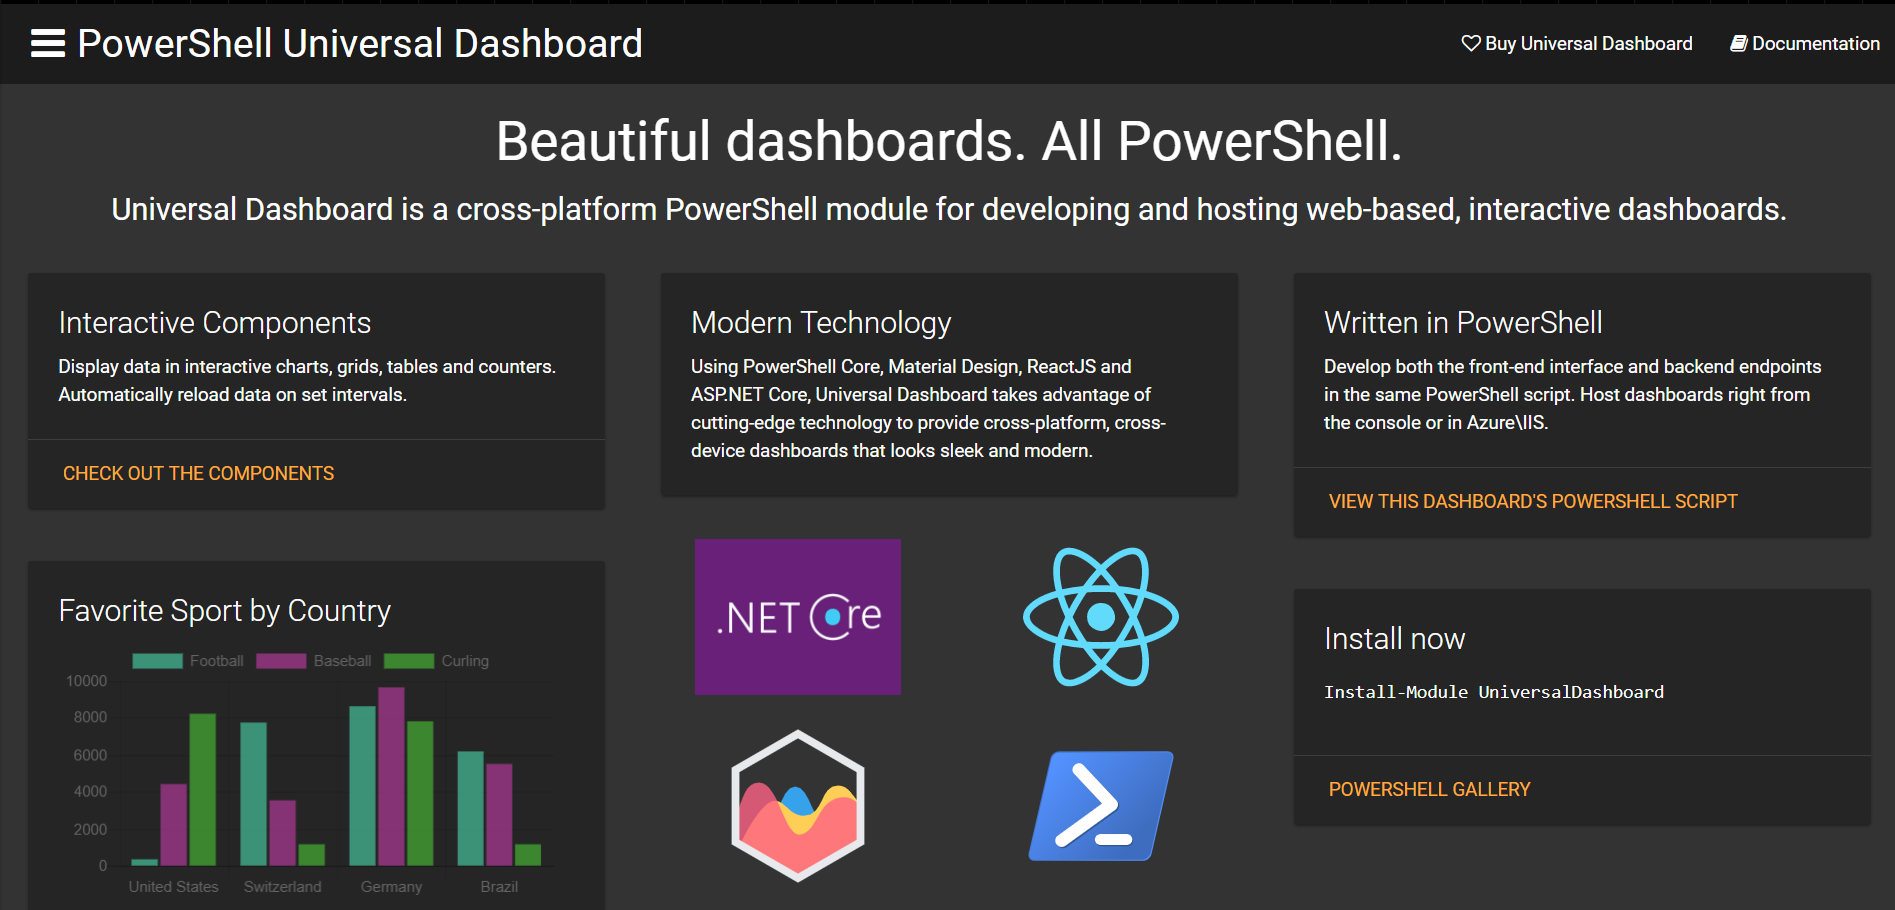 PowerShell Universal Dashboard
Buy Universal Dashboard
Documentation
Beautiful dashboards. All PowerShell.
Universal Dashboard is a cross-platform PowerShell module for developing and hosting web-based, interactive dashboards.
Interactive Components
Display data in interactive charts, grids, tables and counters.
Automatically reload data on set intervals.
CHECK OUT THE COMPONENTS
Favorite Sport by Country
Football Baseball Curling
10000
8000
6000
4000
2000
0
United States Switzerland Germany Brazil
Modern Technology
Using PowerShell Core, Material Design, ReactJS and
ASP.NET Core, Universal Dashboard takes advantage of
cutting-edge technology to provide cross-platform, cross-
device dashboards that looks sleek and modern.
.NET Core
Written in PowerShell
Develop both the front-end interface and backend endpoints
in the same PowerShell script. Host dashboards right from
the console or in Azure\IIS.
VIEW THIS DASHBOARD'S POWERSHELL SCRIPT
Install now
Install-Module UniversalDashboard
POWERSHELL GALLERY